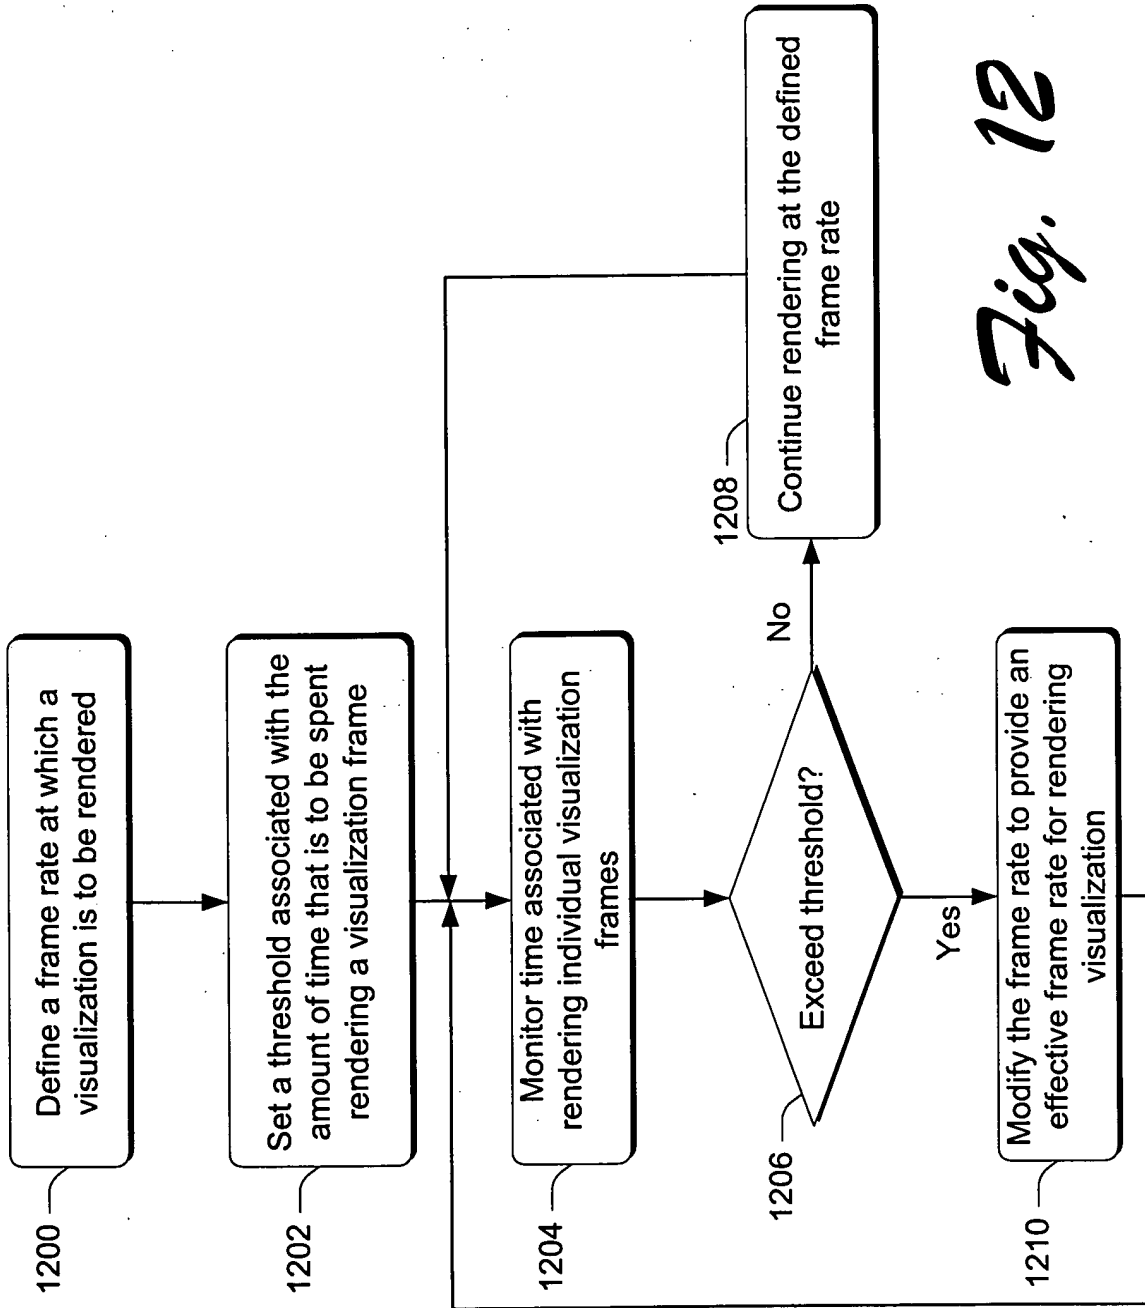 1200
Define a frame rate at which a
visualization is to be rendered
1202
Set a threshold associated with the
amount of time that is to be spent
rendering a visualization frame
1204
Monitor time associated with
rendering individual visualization
frames
1206
Exceed threshold?
No
1208
Continue rendering at the defined
frame rate
Yes
1210
Modify the frame rate to provide an
effective frame rate for rendering
visualization
Fig. 12